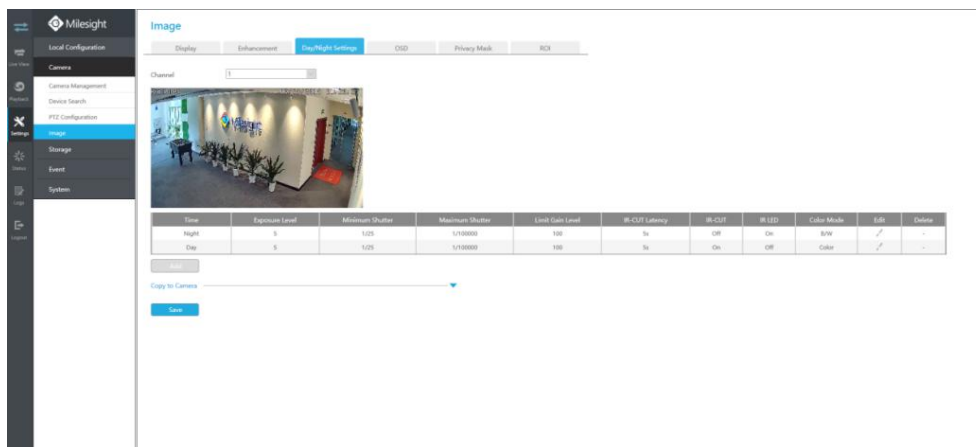 Milesight
Local Configuration
Camera
Camera Management
Device Search
PTZ Configuration
Image
Storage
Event
System
Live View
Playback
Settings
Status
Logs
Logout
Image
Display Enhancement Day/Night Settings OSD Privacy Mask ROI
Channel 1
Time Exposure Level Minimum Shutter Maximum Shutter Limit Gain Level IR-CUT Latency IR-CUT IR LED Color Mode Edit Delete
Night 5 1/25 1/100000 100 5s Off On B/W -
Day 5 1/25 1/100000 100 5s On Off Color -
Add
Copy to Camera
Save